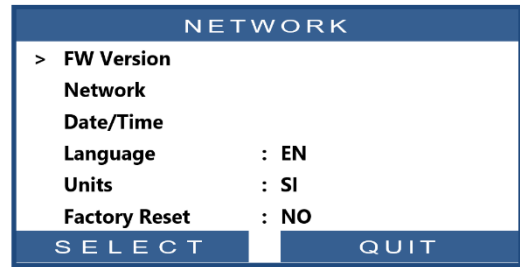 NETWORK
> FW Version
Network
Date/Time
Language : EN
Units : SI
Factory Reset : NO
SELECT QUIT